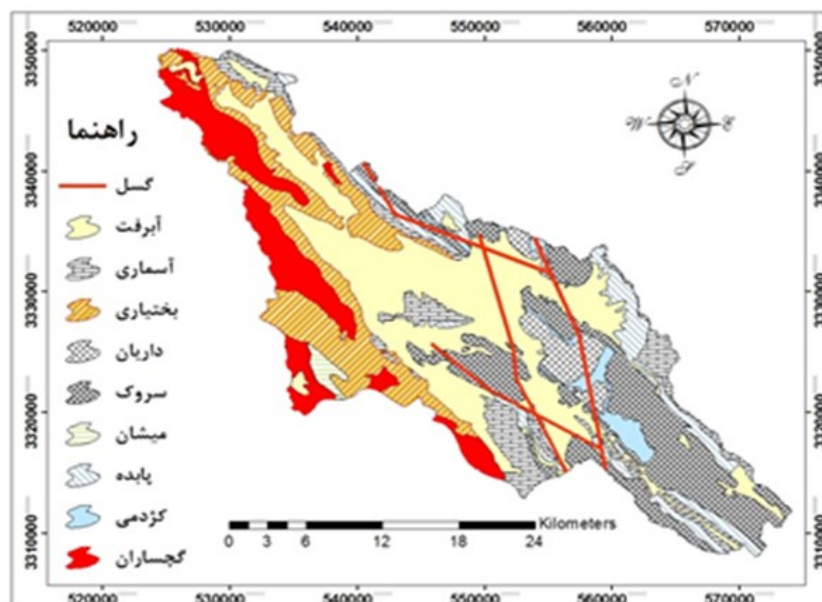 520000 530000 540000 550000 560000 570000
3350000 3350000
N
W E
S
راهنما
3340000 3340000
گسل
آبرفت
آسماری
3330000 3330000
بختیاری
داریان
سروک
3320000 3320000
میشان
پابده
کژدمی
Kilometers
0 3 6 12 18 24
3310000 3310000
گچساران
520000 530000 540000 550000 560000 570000